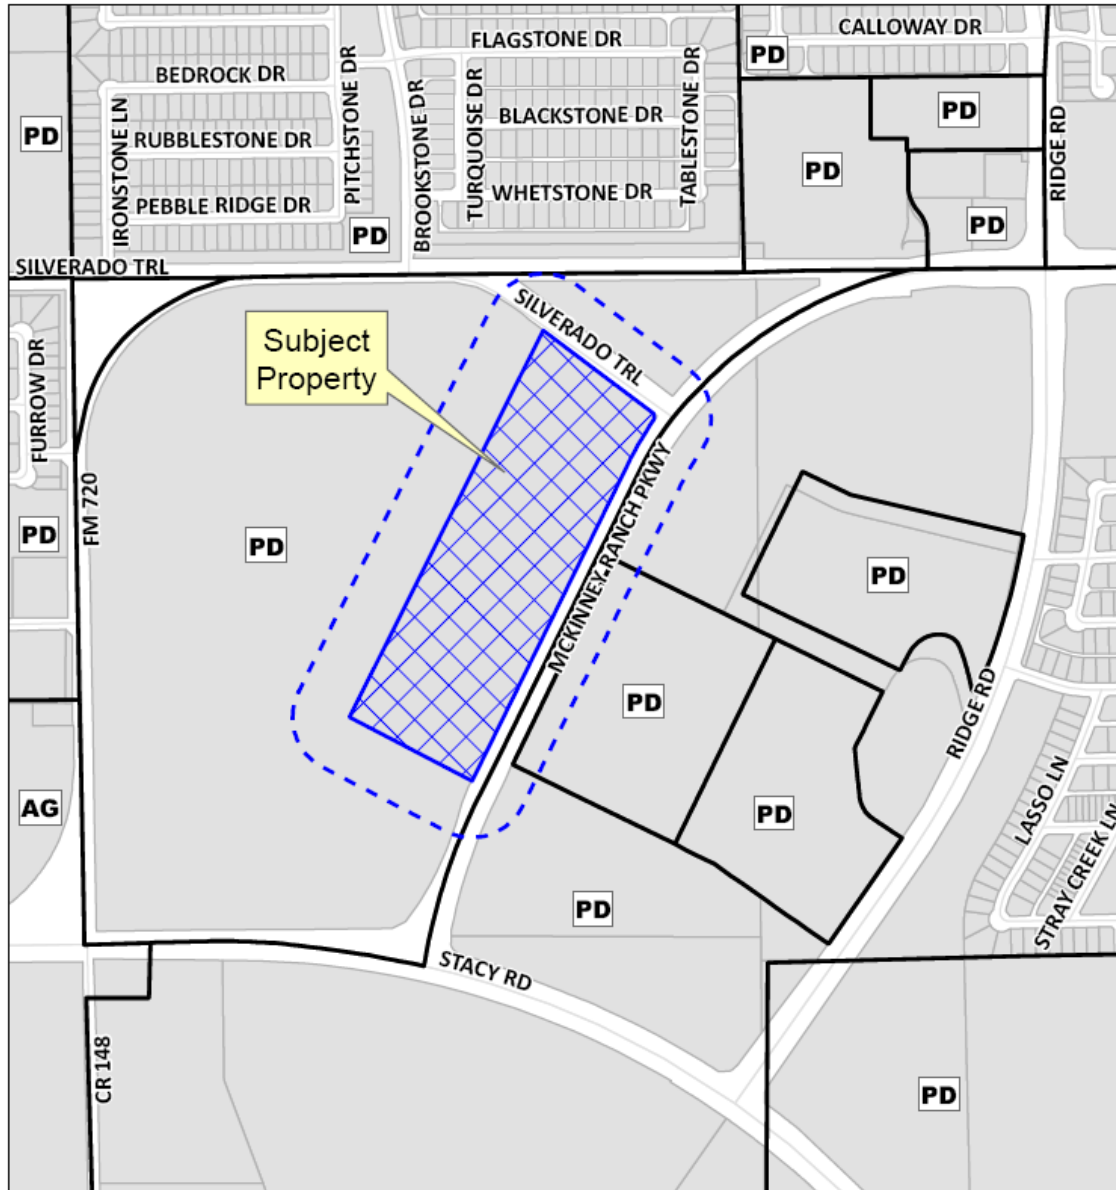 CALLOWAY DR
FLAGSTONE DR
PD
BEDROCK DR
PITCHSTONE DR
BROOKSTONE DR
TURQUOISE DR
TABLESTONE DR
PD
BLACKSTONE DR
PD
IRONSTONE LN
RUBBLESTONE DR
RIDGE RD
PD
WHETSTONE DR
PEBBLE RIDGE DR
PD
PD
SILVERADO TRL
SILVERADO TRL
Subject
Property
FURROW DR
FM 720
PD
PD
MCKINNEY RANCH PKWY
PD
PD
RIDGE RD
AG
PD
LASSO LN
STRAY CREEK LN
PD
STACY RD
CR 148
PD